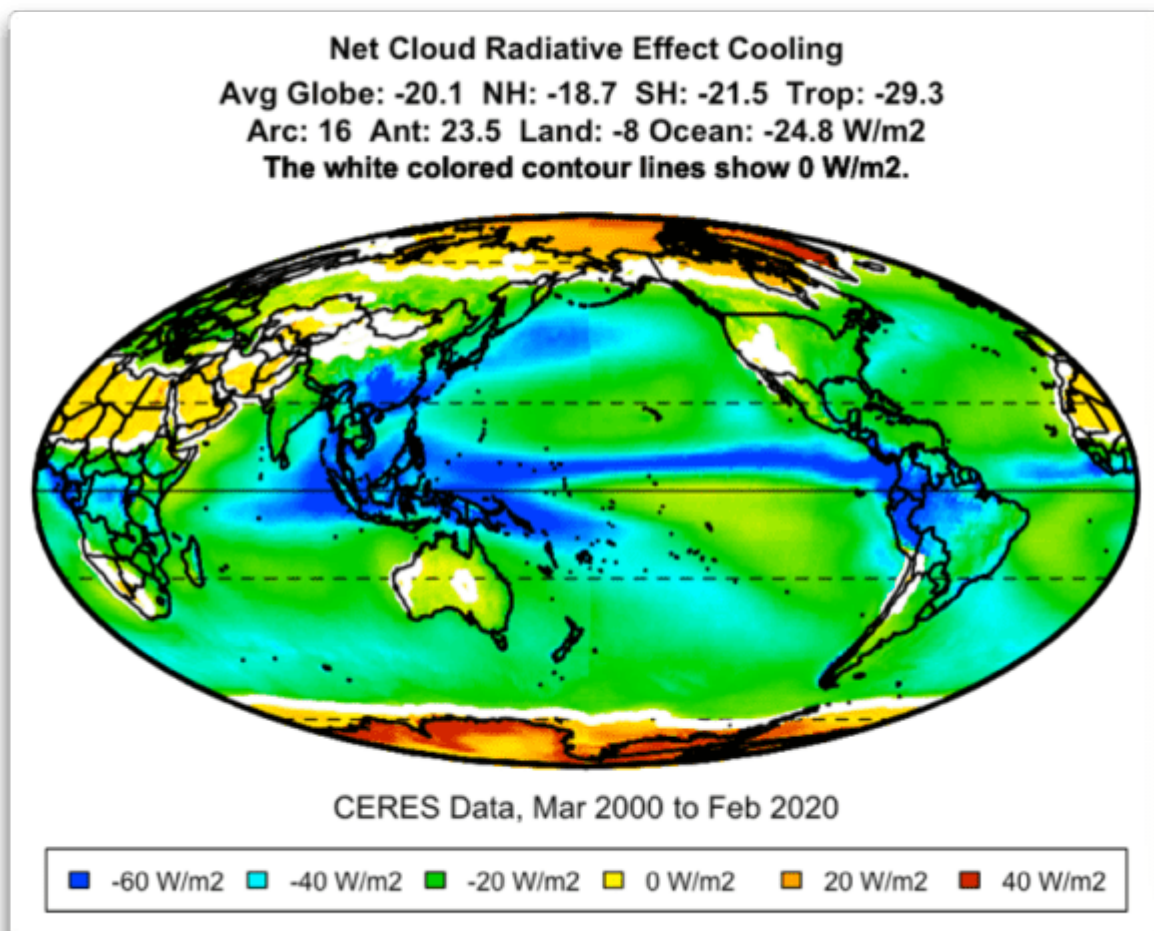 Net Cloud Radiative Effect Cooling
Avg Globe: -20.1 NH: -18.7 SH: -21.5 Trop: -29.3
Arc: 16 Ant: 23.5 Land: -8 Ocean: -24.8 W/m2
The white colored contour lines show 0 W/m2.
CERES Data, Mar 2000 to Feb 2020
-60 W/m2 -40 W/m2 -20 W/m2 0 W/m2 20 W/m2 40 W/m2